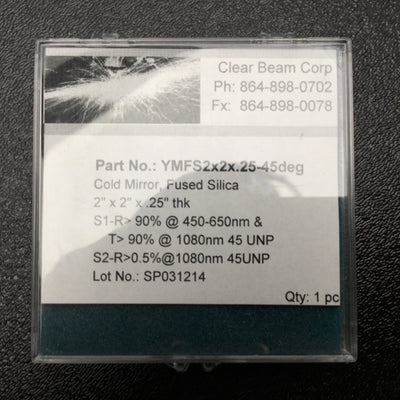 Clear Beam Corp
Ph: 864-898-0702
Fx: 864-898-0078
Part No.: YMFS2x2x.25-45deg
Cold Mirror, Fused Silica
2" x 2" x .25" thk
S1-R> 90% @ 450-650nm &
T> 90% @ 1080nm 45 UNP
S2-R>0.5%@1080nm 45UNP
Lot No.: SP031214
Qty: 1 pc